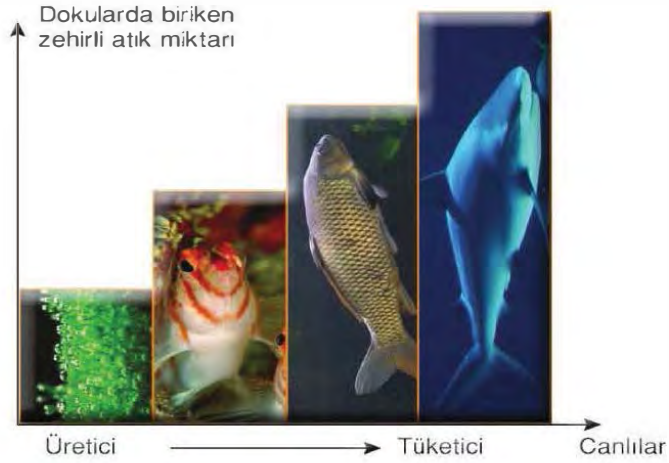 Dokularda biriken
zehirli atık miktarı
Üretici
Tüketici
Canlılar